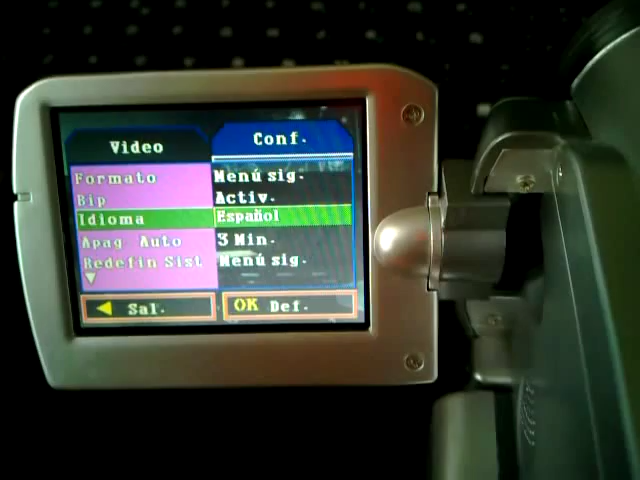 Video Conf.
Formato Menú sig.
Bip Activ.
Idioma Español
Apag Auto 3 Min.
Redefin Sist Menú sig.
Sal. OK Def.